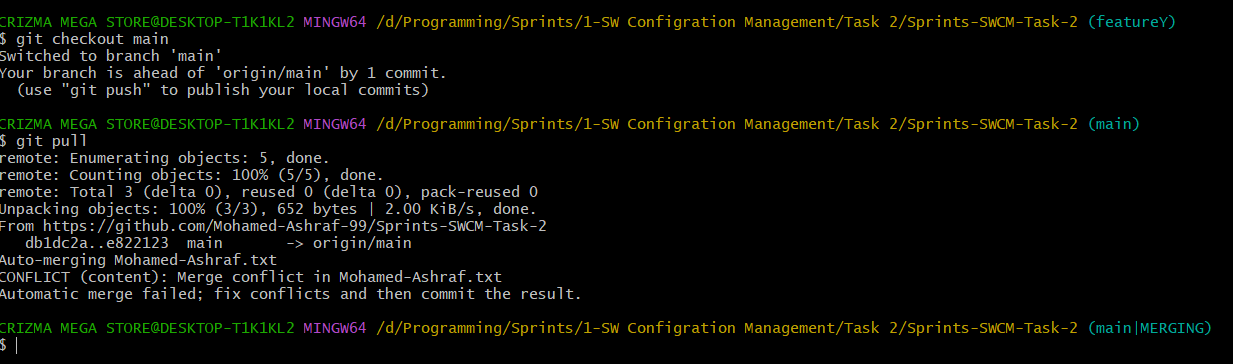 CRIZMA MEGA STORE@DESKTOP-T1K1KL2 MINGW64 /d/Programming/Sprints/1-SW Configration Management/Task 2/Sprints-SWCM-Task-2 (featureY)
$ git checkout main
Switched to branch 'main'
Your branch is ahead of 'origin/main' by 1 commit.
  (use "git push" to publish your local commits)

CRIZMA MEGA STORE@DESKTOP-T1K1KL2 MINGW64 /d/Programming/Sprints/1-SW Configration Management/Task 2/Sprints-SWCM-Task-2 (main)
$ git pull
remote: Enumerating objects: 5, done.
remote: Counting objects: 100% (5/5), done.
remote: Total 3 (delta 0), reused 0 (delta 0), pack-reused 0
Unpacking objects: 100% (3/3), 652 bytes | 2.00 KiB/s, done.
From https://github.com/Mohamed-Ashraf-99/Sprints-SWCM-Task-2
   db1dc2a..e822123  main       -> origin/main
Auto-merging Mohamed-Ashraf.txt
CONFLICT (content): Merge conflict in Mohamed-Ashraf.txt
Automatic merge failed; fix conflicts and then commit the result.

CRIZMA MEGA STORE@DESKTOP-T1K1KL2 MINGW64 /d/Programming/Sprints/1-SW Configration Management/Task 2/Sprints-SWCM-Task-2 (main|MERGING)
$